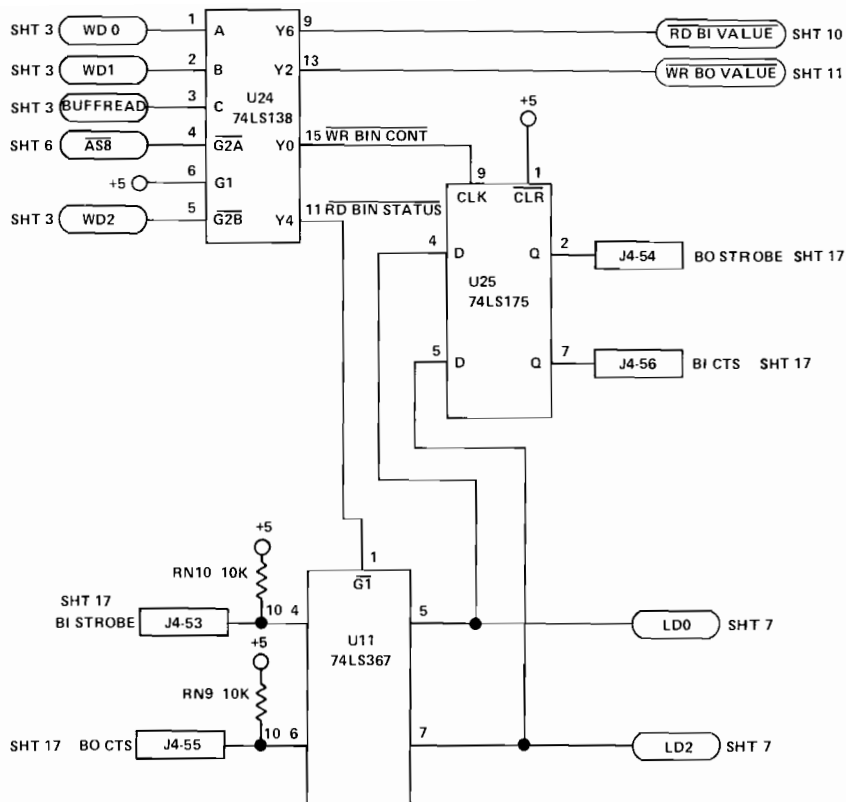 1 9
SHT 3 WD 0 A Y6 RD BI VALUE SHT 10
2 13
SHT 3 WD1 B Y2 WR BO VALUE SHT 11
3 U24
SHT 3 BUFFREAD C 74LS138 +5
4 15 WR BIN CONT
SHT 6 AS8 G2A Y0
6 9 1
+5 G1 CLK CLR
5 11 RD BIN STATUS
SHT 3 WD2 G2B Y4
4 2
D Q J4-54 BO STROBE SHT 17
U25
74LS175
5 7
D Q J4-56 BI CTS SHT 17
+5
1
RN10 10K G1
SHT 17
10 4 5
BI STROBE J4-53 LD0 SHT 7
U11
+5 74LS367
RN9 10K
10 6 7
SHT 17 BO CTS J4-55 LD2 SHT 7